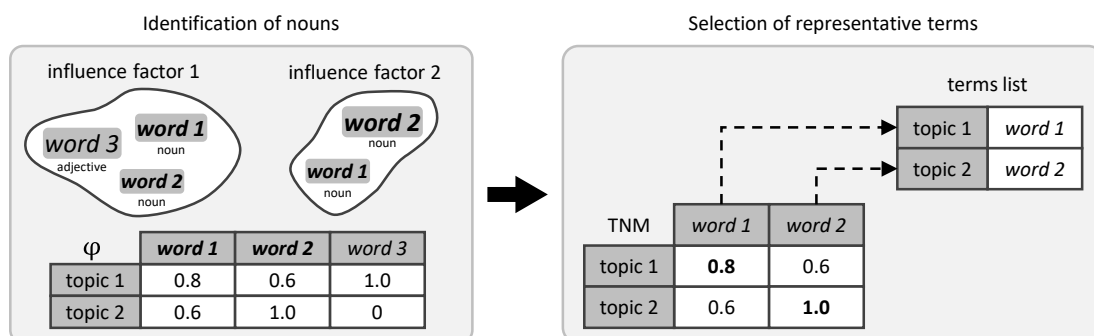 Identification of nouns
influence factor 1
influence factor 2
word 3
adjective
word 1
noun
word 2
noun
word 2
noun
word 1
noun
φ word 1 word 2 word 3
topic 1 0.8 0.6 1.0
topic 2 0.6 1.0 0
Selection of representative terms
terms list
topic 1 word 1
topic 2 word 2
TNM word 1 word 2
topic 1 0.8 0.6
topic 2 0.6 1.0